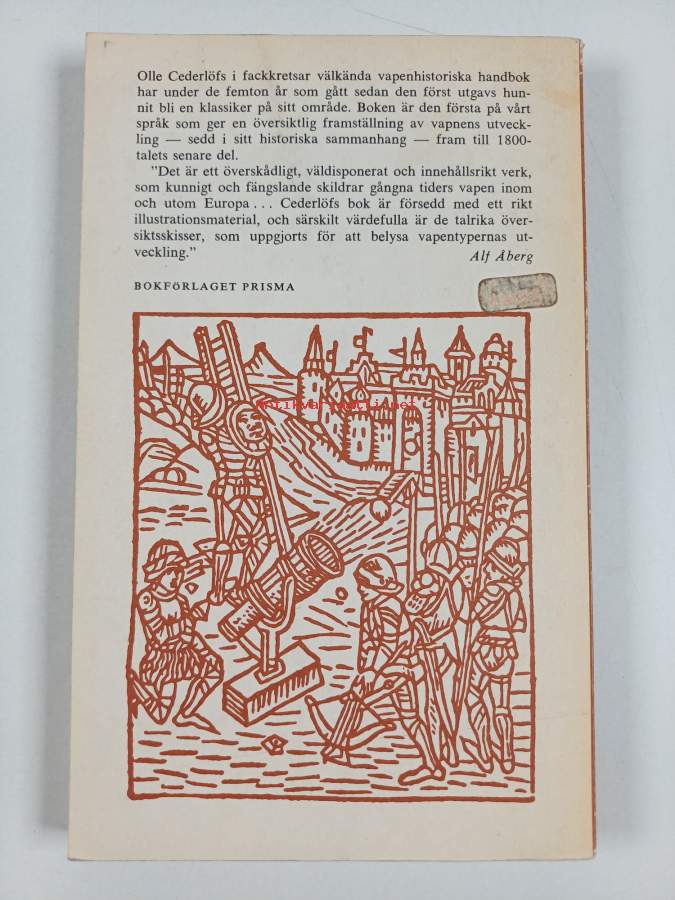 Olle Cederlöfs i fackkretsar välkända vapenhistoriska handbok
har under de femton år som gått sedan den först utgavs hun-
nit bli en klassiker på sitt område. Boken är den första på vårt
språk som ger en översiktlig framställning av vapnens utveck-
ling — sedd i sitt historiska sammanhang — fram till 1800-
talets senare del.
"Det är ett överskådligt, väldisponerat och innehållsrikt verk,
som kunnigt och fängslande skildrar gångna tiders vapen inom
och utom Europa... Cederlöfs bok är försedd med ett rikt
illustrationsmaterial, och särskilt värdefulla är de talrika över-
siktsskisser, som uppgjorts för att belysa vapentypernas ut-
veckling."
Alf Åberg
BOKFÖRLAGET PRISMA